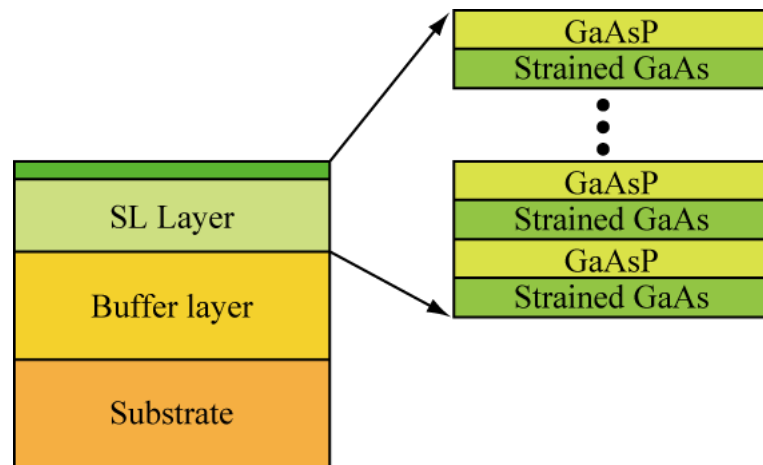 GaAsP
Strained GaAs
SL Layer
Buffer layer
Substrate
GaAsP
Strained GaAs
GaAsP
Strained GaAs